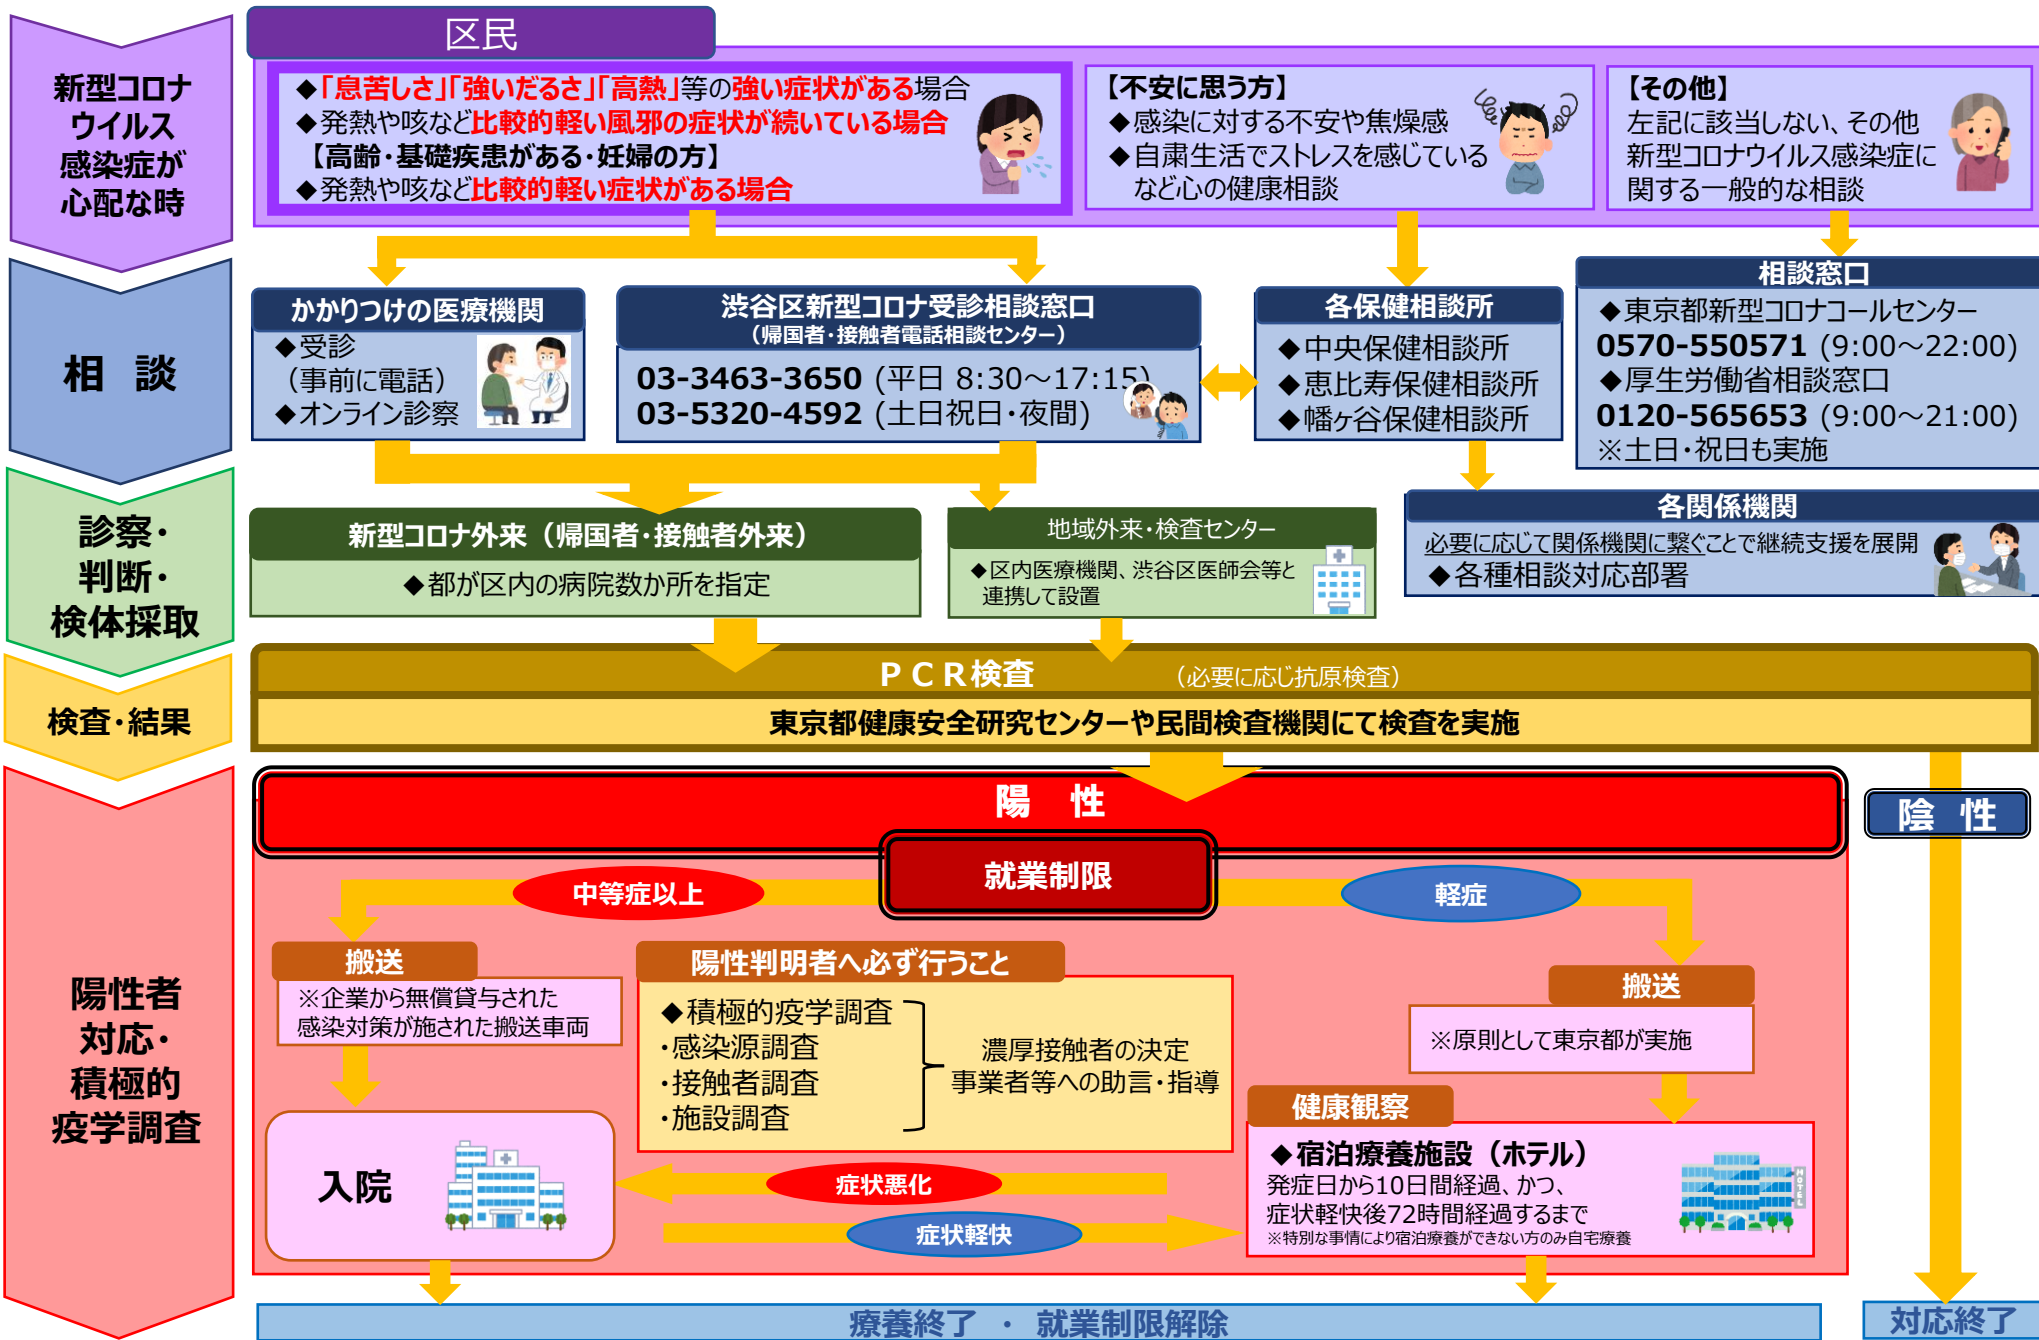 新型コロナ
ウイルス
感染症が
心配な時
区民
◆「息苦しさ」「強いだるさ」「高熱」等の強い症状がある場合
◆発熱や咳など比較的軽い風邪の症状が続いている場合
【高齢・基礎疾患がある・妊婦の方】
◆発熱や咳など比較的軽い症状がある場合
【不安に思う方】
◆感染に対する不安や焦燥感
◆自粛生活でストレスを感じている
など心の健康相談
【その他】
左記に該当しない、その他
新型コロナウイルス感染症に
関する一般的な相談
相 談
かかりつけの医療機関
◆受診
(事前に電話)
◆オンライン診察
渋谷区新型コロナ受診相談窓口
(帰国者・接触者電話相談センター)
03-3463-3650 (平日 8:30～17:15)
03-5320-4592 (土日祝日・夜間)
各保健相談所
◆中央保健相談所
◆恵比寿保健相談所
◆幡ヶ谷保健相談所
相談窓口
◆東京都新型コロナコールセンター
0570-550571 (9:00～22:00)
◆厚生労働省相談窓口
0120-565653 (9:00～21:00)
※土日・祝日も実施
診察・
判断・
検体採取
新型コロナ外来（帰国者・接触者外来）
◆都が区内の病院数か所を指定
地域外来・検査センター
◆区内医療機関、渋谷区医師会等と
連携して設置
各関係機関
必要に応じて関係機関に繋ぐことで継続支援を展開
◆各種相談対応部署
検査・結果
ＰＣＲ検査 （必要に応じ抗原検査）
東京都健康安全研究センターや民間検査機関にて検査を実施
陽性者
対応・
積極的
疫学調査
陽 性
陰 性
就業制限
中等症以上
軽症
搬送
※企業から無償貸与された
感染対策が施された搬送車両
陽性判明者へ必ず行うこと
◆積極的疫学調査
・感染源調査
・接触者調査
・施設調査
濃厚接触者の決定
事業者等への助言・指導
搬送
※原則として東京都が実施
入院
症状悪化
症状軽快
健康観察
◆宿泊療養施設（ホテル）
発症日から10日間経過、かつ、
症状軽快後72時間経過するまで
※特別な事情により宿泊療養ができない方のみ自宅療養
HOTEL
療養終了 ・ 就業制限解除
対応終了